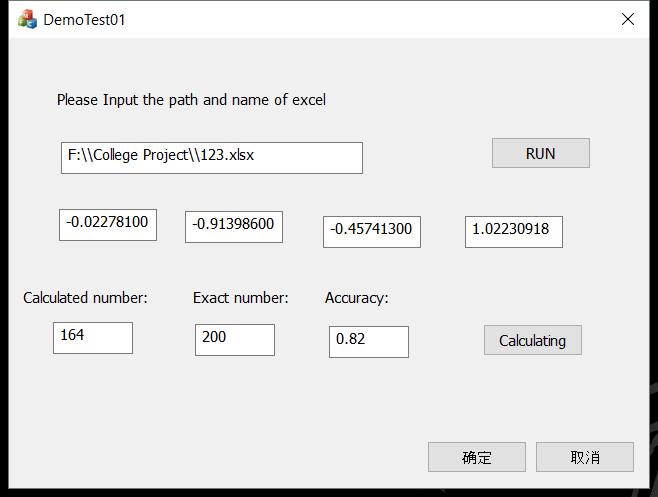 DemoTest01
Please Input the path and name of excel
F:\\College Project\\123.xlsx
RUN
-0.02278100
-0.91398600
-0.45741300
1.02230918
Calculated number:
Exact number:
Accuracy:
164
200
0.82
Calculating
确定
取消